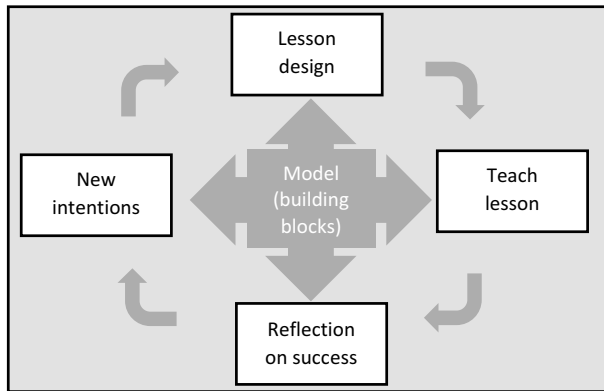 Lesson
design
New
intentions
Model
(building
blocks)
Teach
lesson
Reflection
on success